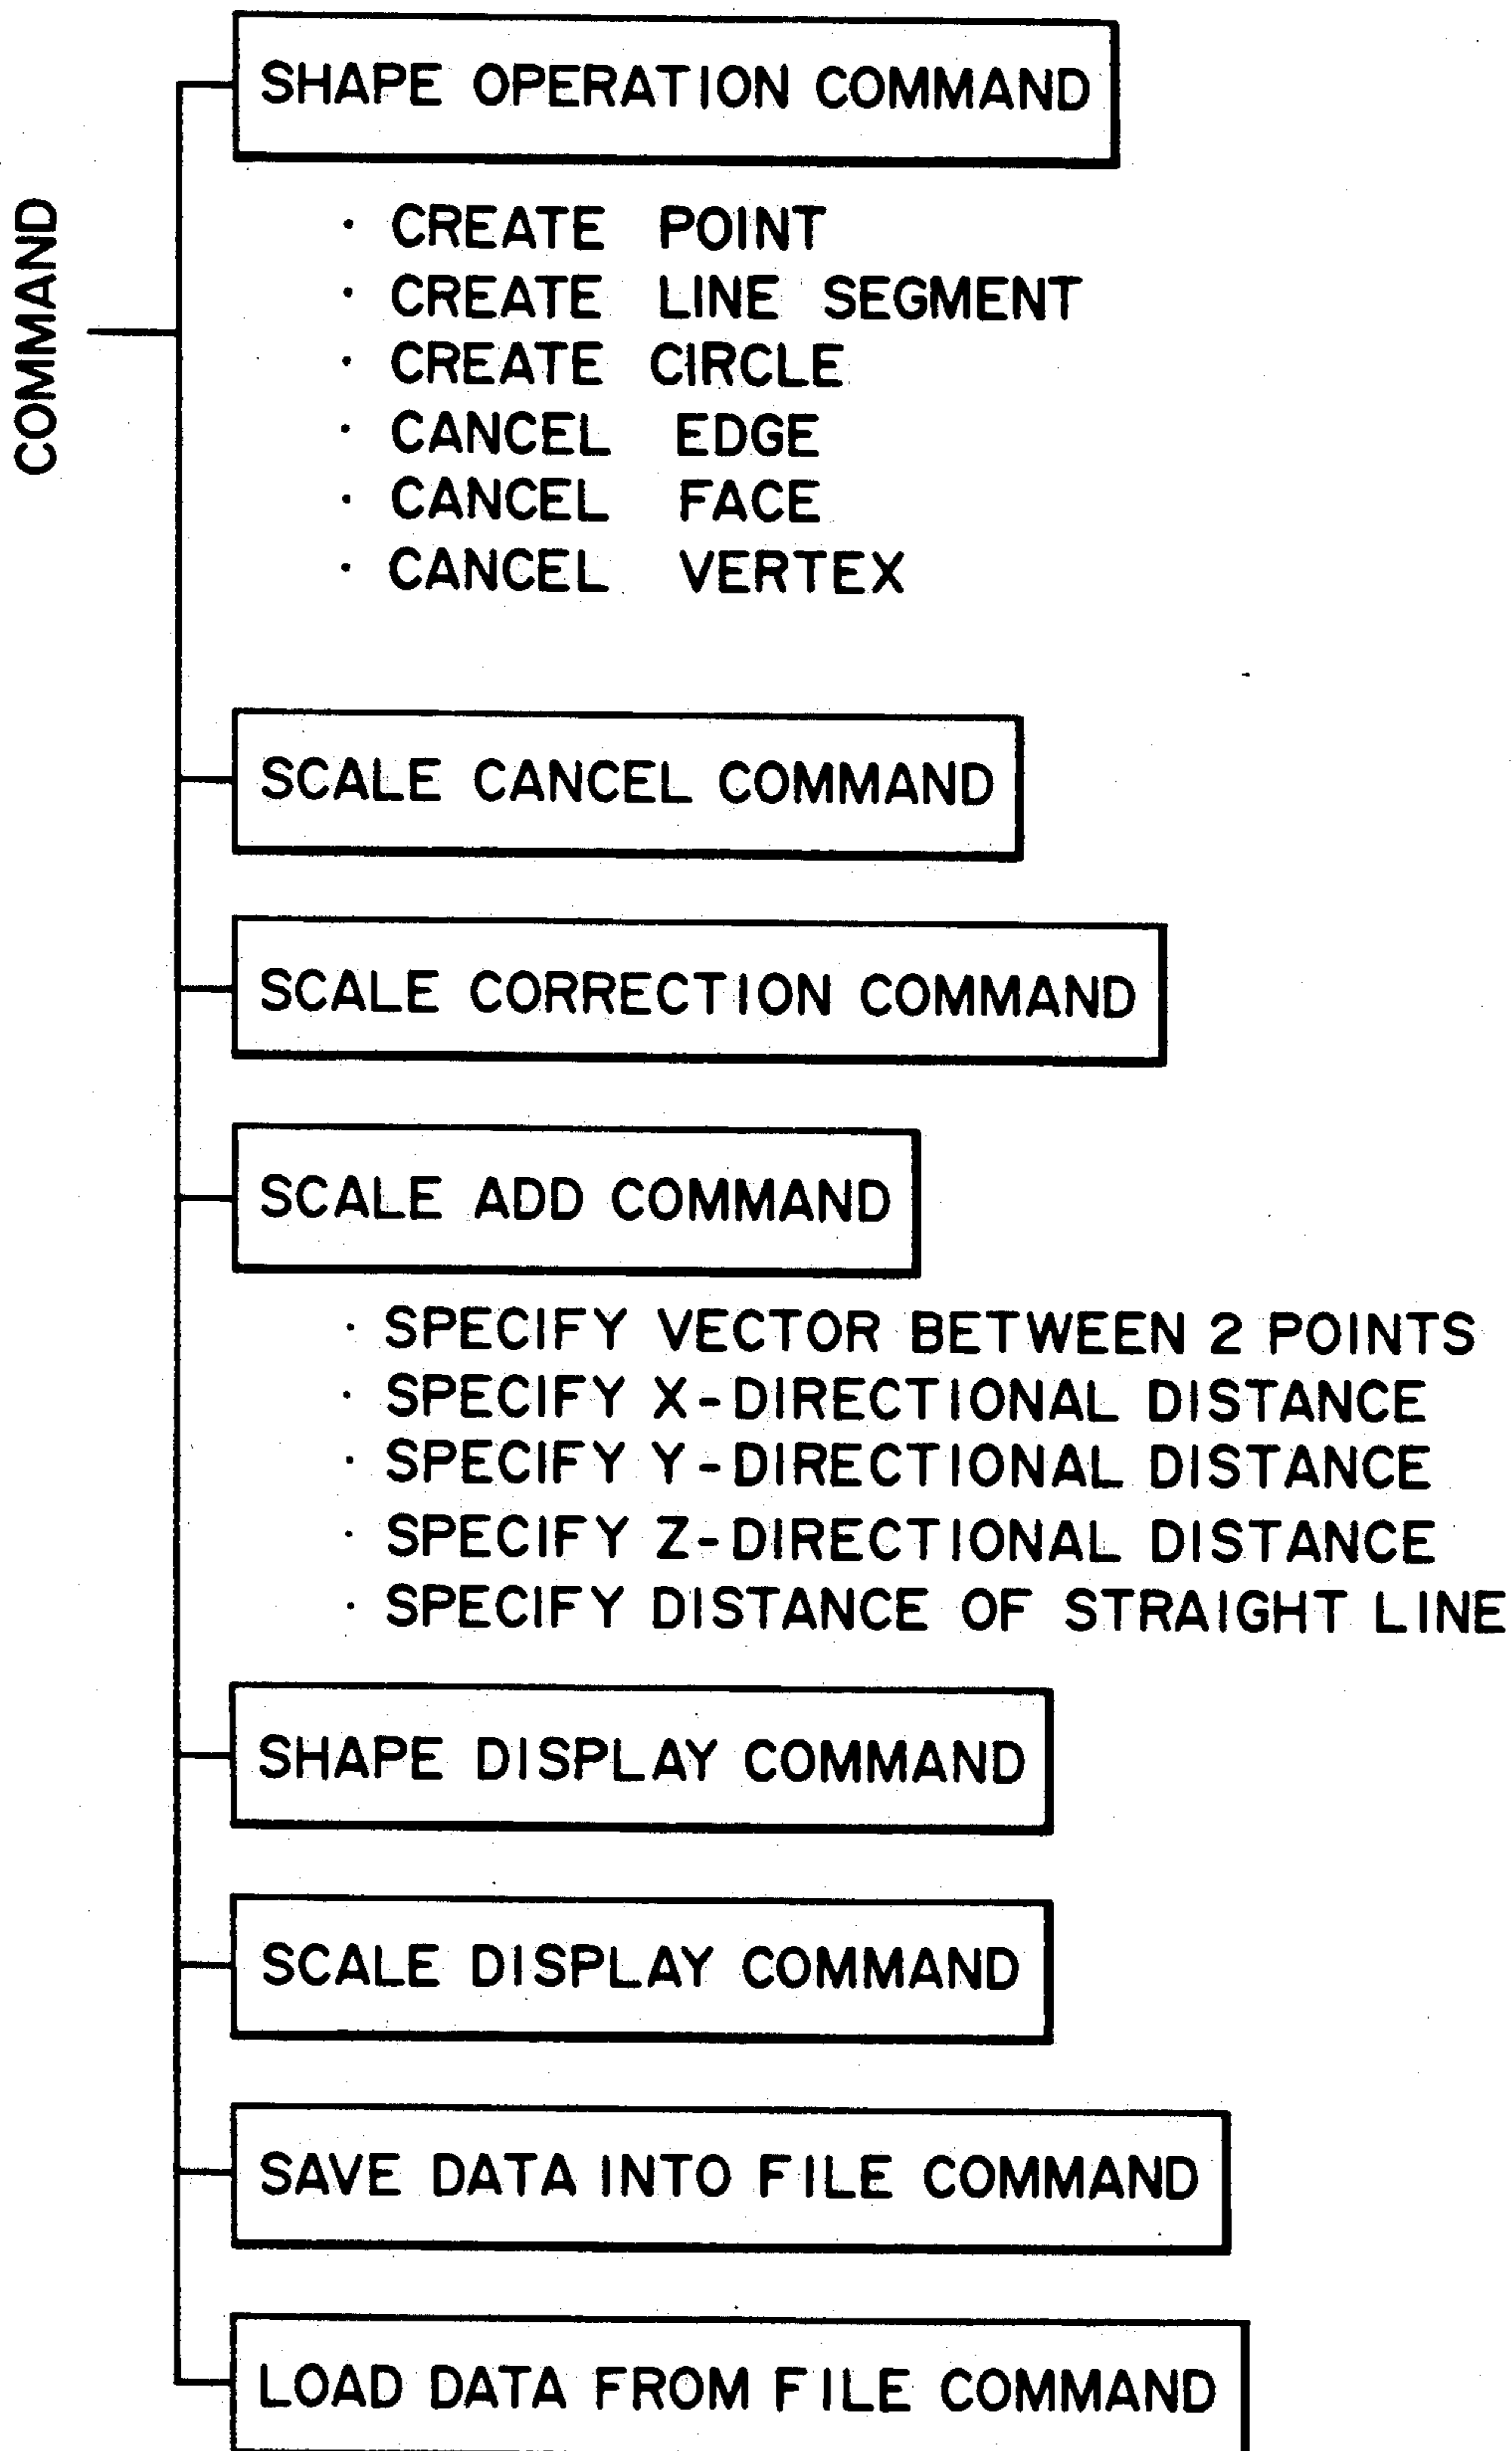 COMMAND
SHAPE OPERATION COMMAND
· CREATE POINT
· CREATE LINE SEGMENT
· CREATE CIRCLE
· CANCEL EDGE
· CANCEL FACE
· CANCEL VERTEX
SCALE CANCEL COMMAND
SCALE CORRECTION COMMAND
SCALE ADD COMMAND
· SPECIFY VECTOR BETWEEN 2 POINTS
· SPECIFY X-DIRECTIONAL DISTANCE
· SPECIFY Y-DIRECTIONAL DISTANCE
· SPECIFY Z-DIRECTIONAL DISTANCE
· SPECIFY DISTANCE OF STRAIGHT LINE
SHAPE DISPLAY COMMAND
SCALE DISPLAY COMMAND
SAVE DATA INTO FILE COMMAND
LOAD DATA FROM FILE COMMAND